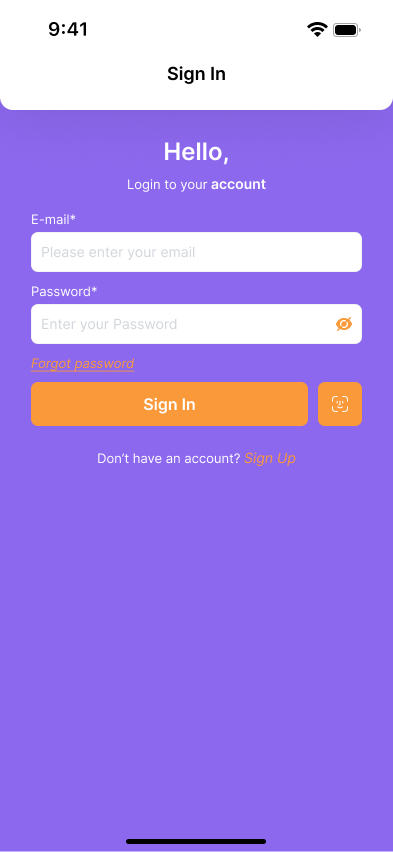 9:41
Sign In
Hello,
Login to your account
E-mail*
Please enter your email
Password*
Enter your Password
Forgot password
Sign In
Don’t have an account? Sign Up